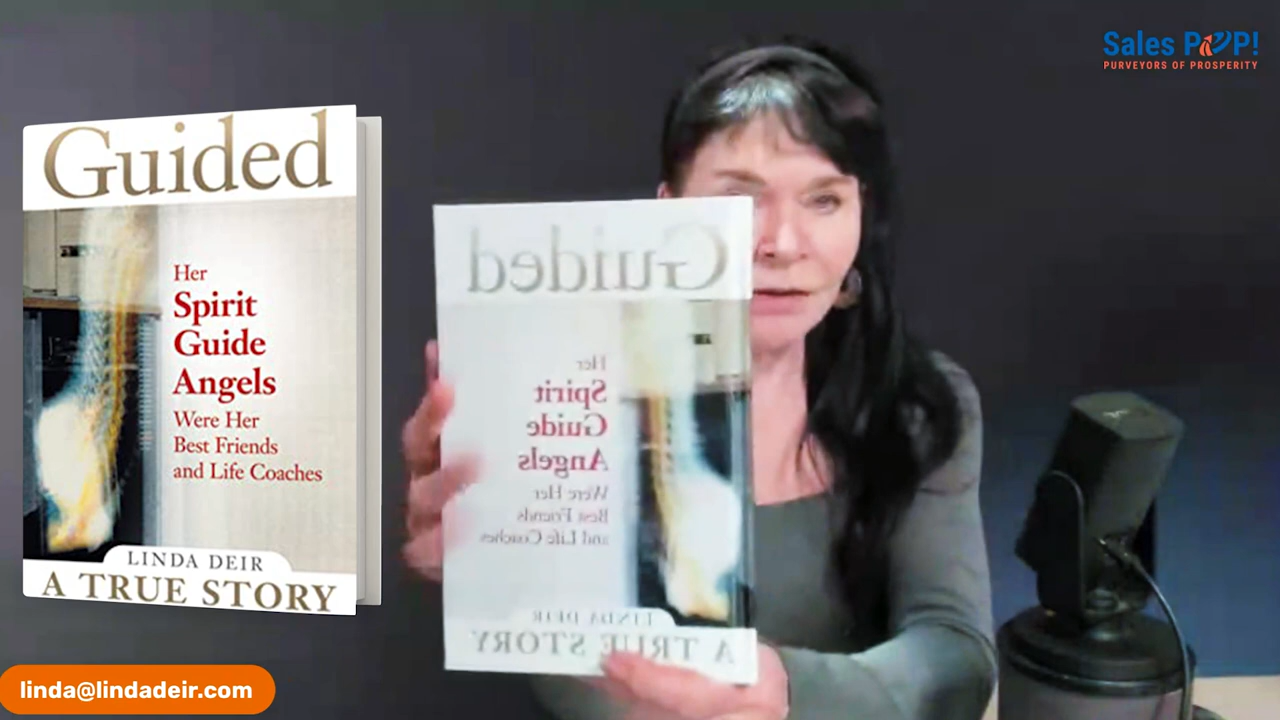 Sales POP!
PURVEYORS OF PROSPERITY
Guided
Her
Spirit
Guide
Angels
Were Her
Best Friends
and Life Coaches
LINDA DEIR
A TRUE STORY
Guided
Her
Spirit
Guide
Angels
Were Her
Best Friends
and Life Coaches
LINDA DEIR
A TRUE STORY
linda@lindadeir.com